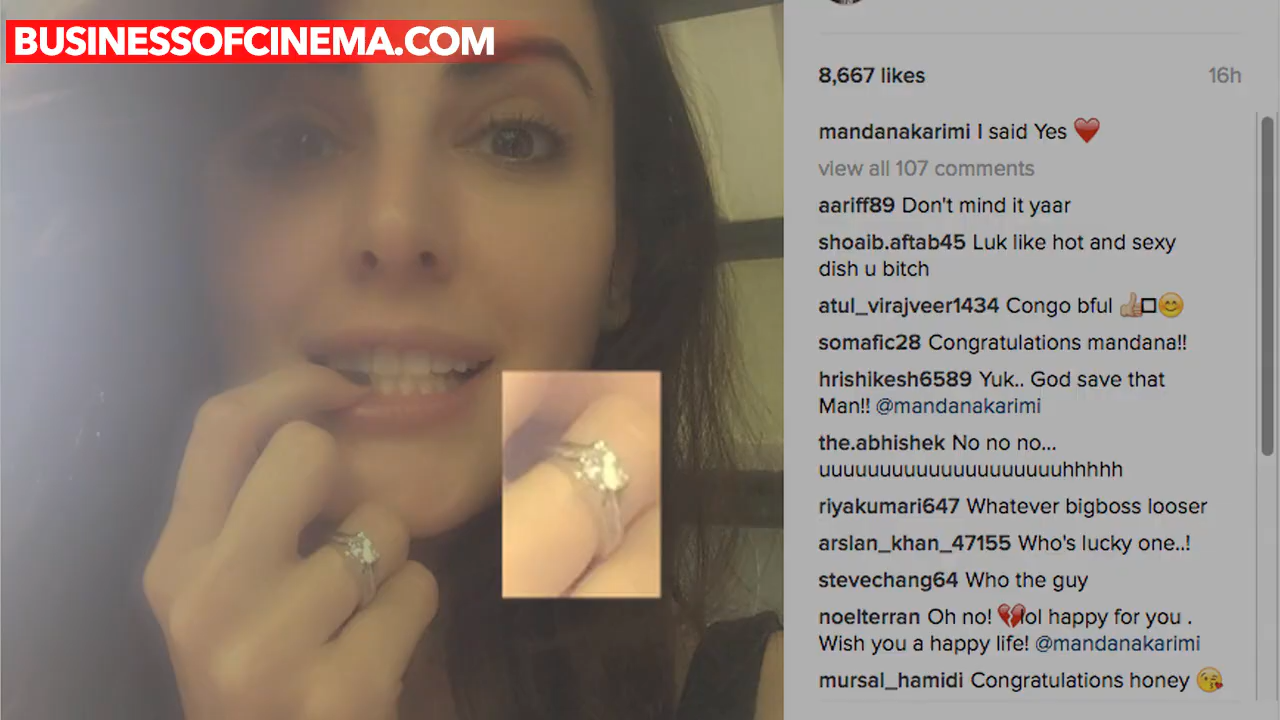 BUSINESSOFCINEMA.COM
8,667 likes
16h
mandanakarimi I said Yes ❤️
view all 107 comments
aariff89 Don't mind it yaar
shoaib.aftab45 Luk like hot and sexy
dish u bitch
atul_virajveer1434 Congo bful 👍□😊
somafic28 Congratulations mandana!!
hrishikesh6589 Yuk.. God save that
Man!! @mandanakarimi
the.abhishek No no no...
uuuuuuuuuuuuuuuuuuuuhhhhh
riyakumari647 Whatever bigboss looser
arslan_khan_47155 Who's lucky one..!
stevechang64 Who the guy
noelterran Oh no! 💔lol happy for you .
Wish you a happy life! @mandanakarimi
mursal_hamidi Congratulations honey 😘